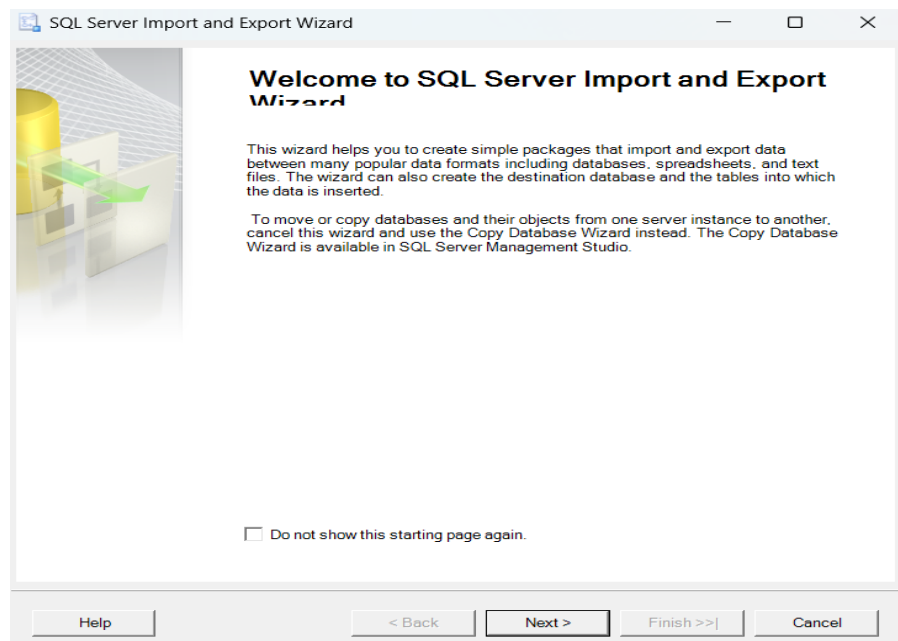 SQL Server Import and Export Wizard
Welcome to SQL Server Import and Export
Wizard
This wizard helps you to create simple packages that import and export data
between many popular data formats including databases, spreadsheets, and text
files. The wizard can also create the destination database and the tables into which
the data is inserted.
To move or copy databases and their objects from one server instance to another,
cancel this wizard and use the Copy Database Wizard instead. The Copy Database
Wizard is available in SQL Server Management Studio.
Do not show this starting page again.
Help < Back Next > Finish >>| Cancel